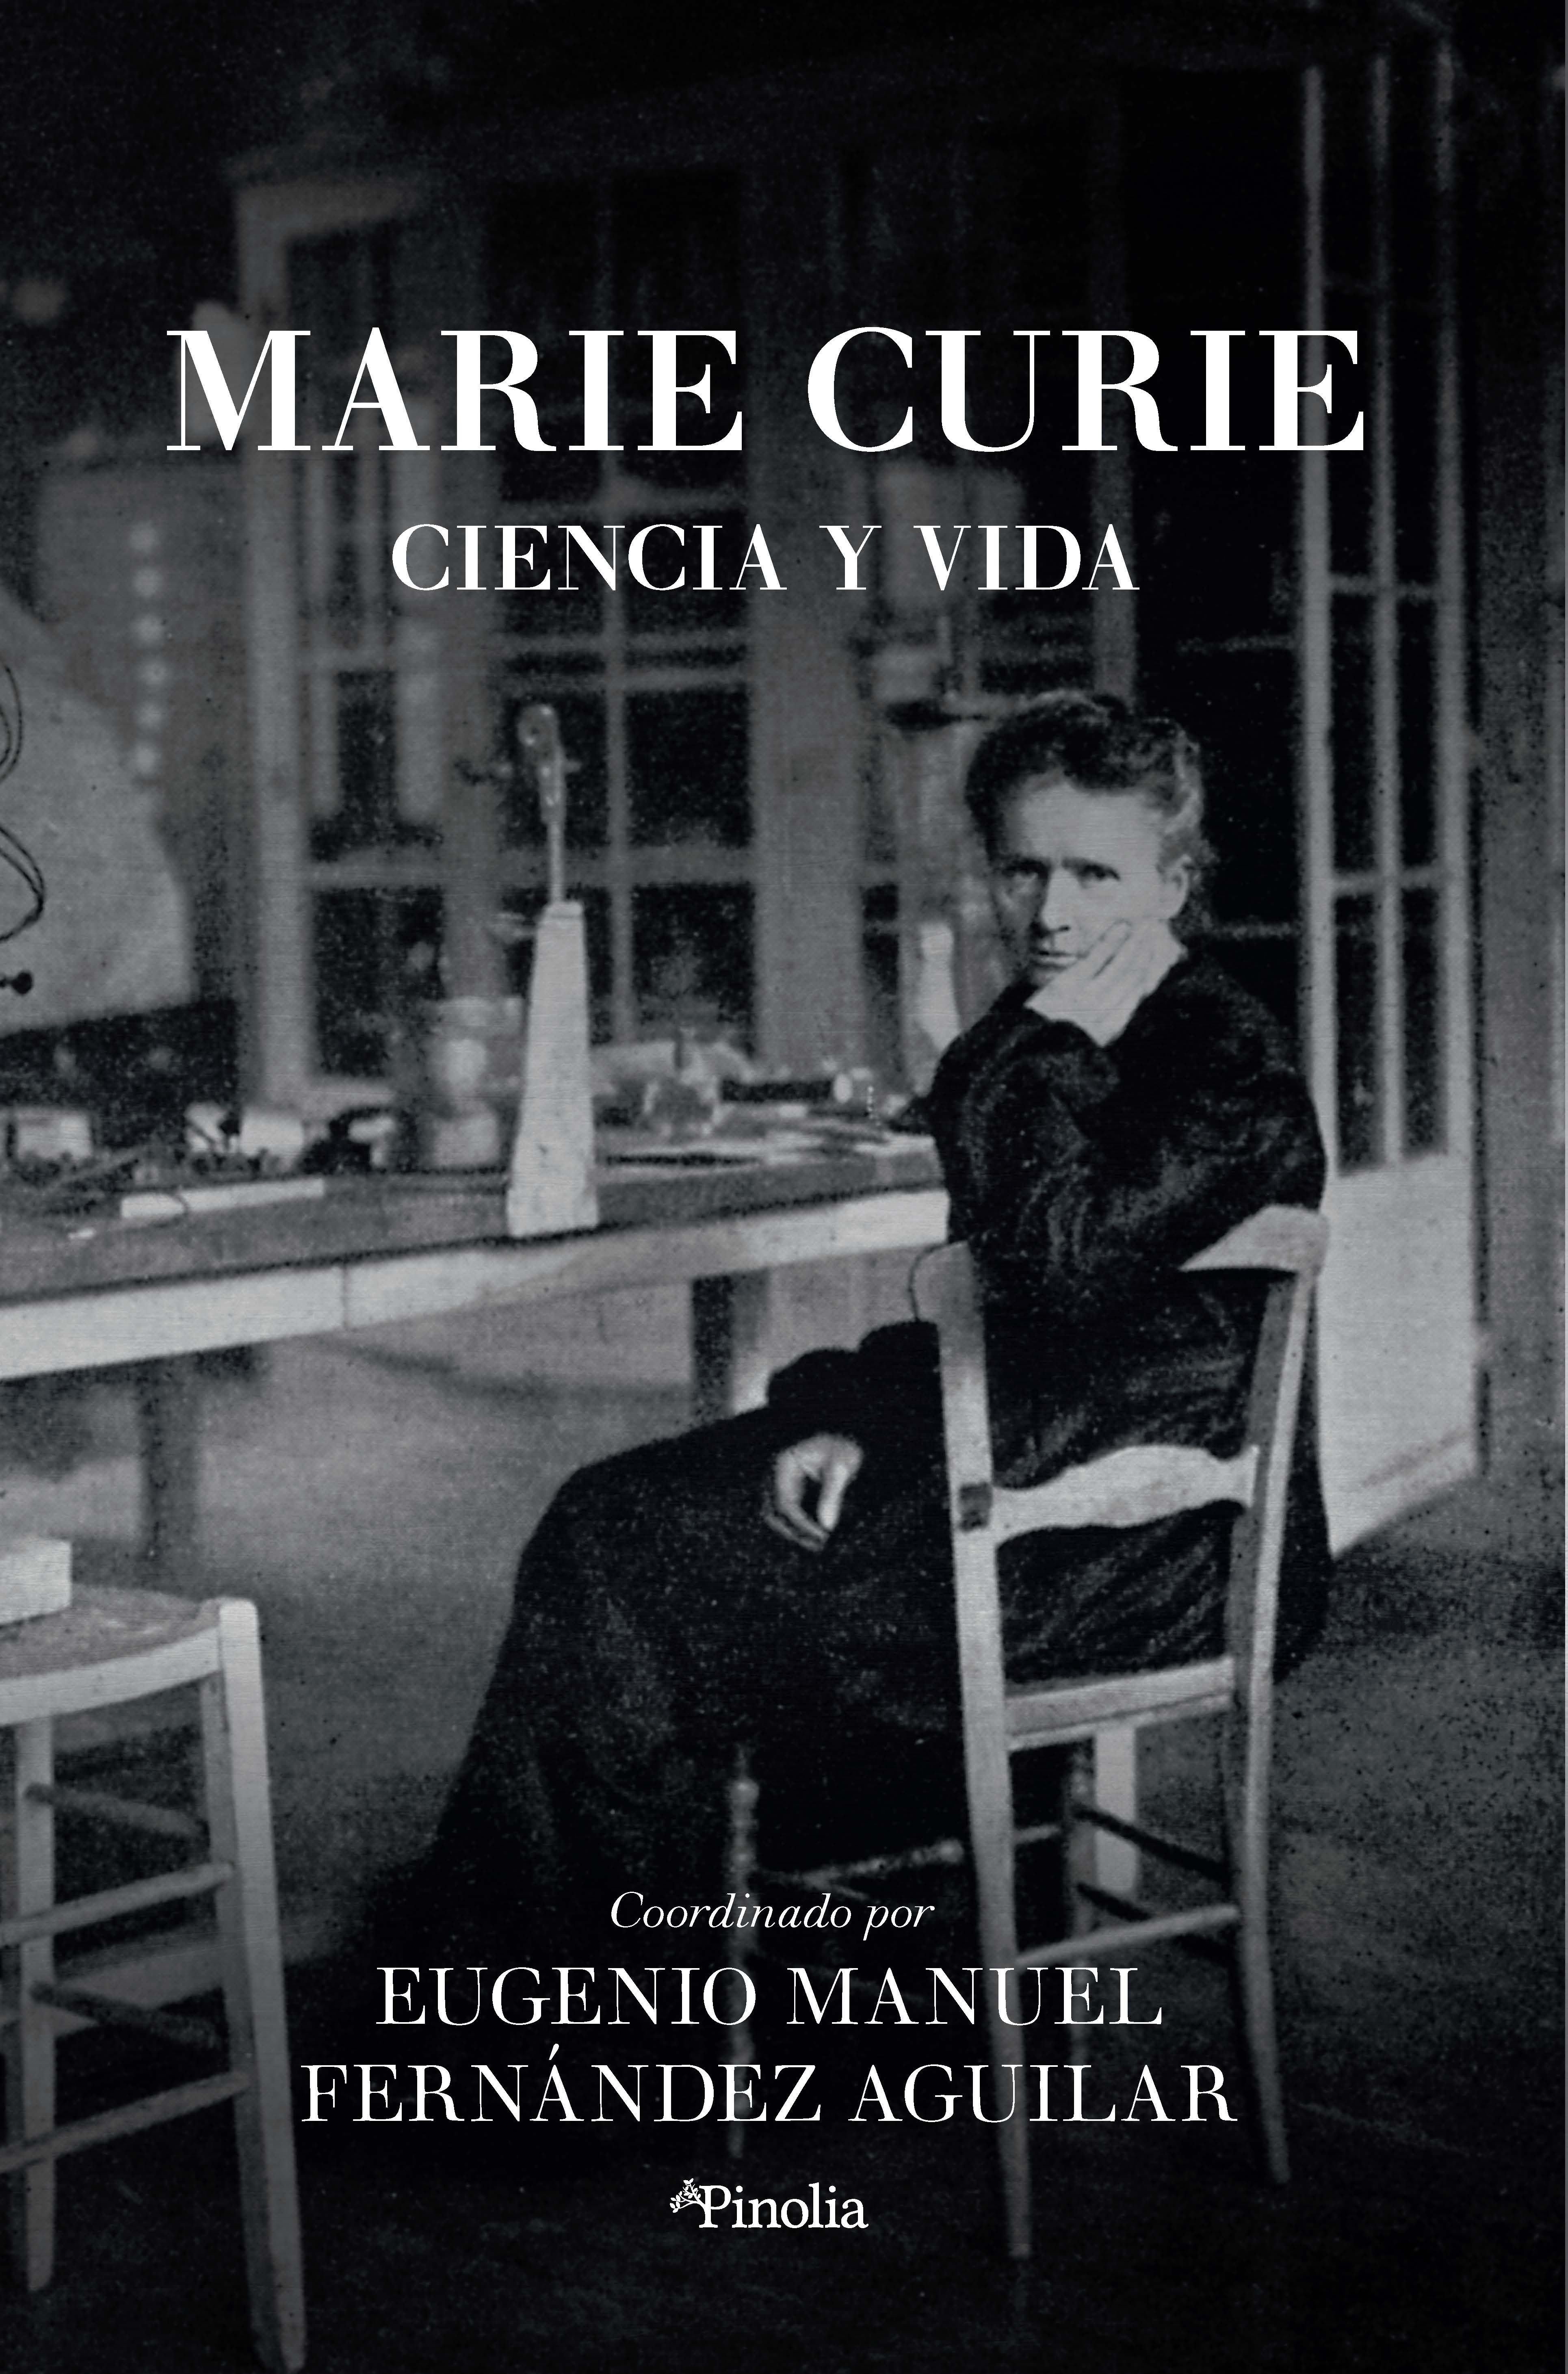 MARIE CURIE
CIENCIA Y VIDA
Coordinado por
EUGENIO MANUEL
FERNÁNDEZ AGUILAR
Pinolia